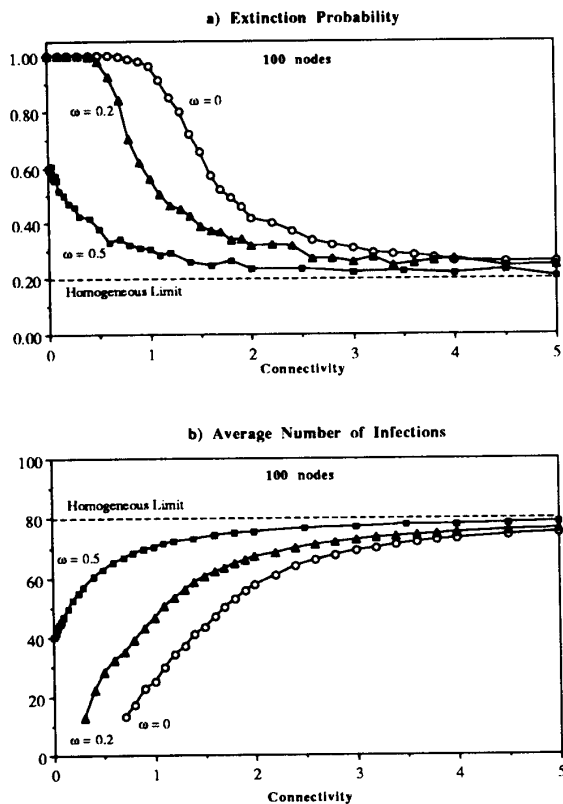 a) Extinction Probability
100 nodes
1.00
0.80
0.60
0.40
0.20
0.00
ω = 0
ω = 0.2
ω = 0.5
Homogeneous Limit
0 1 2 3 4 5
Connectivity
b) Average Number of Infections
100 nodes
100
80
60
40
20
0
Homogeneous Limit
ω = 0.5
ω = 0.2
ω = 0
0 1 2 3 4 5
Connectivity